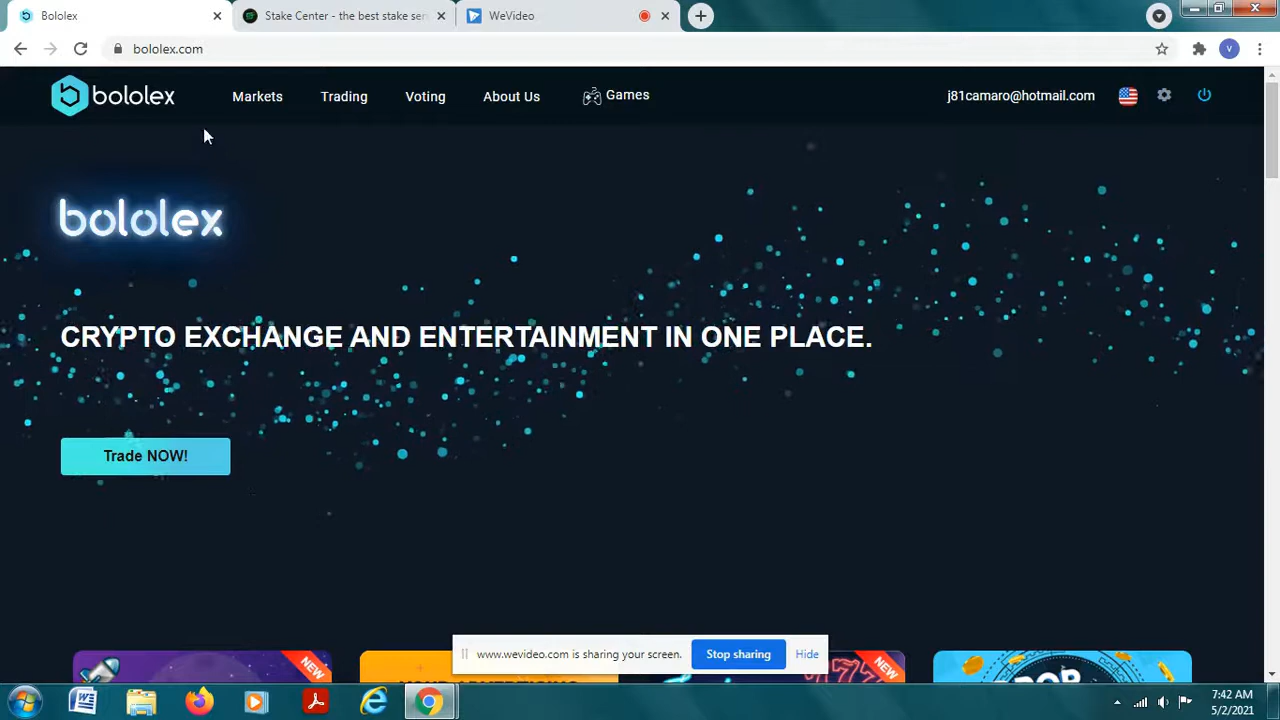 Bololex
Stake Center - the best stake ser
WeVideo
bololex.com
V
bololex
Markets
Trading
Voting
About Us
Games
j81camaro@hotmail.com
bololex
CRYPTO EXCHANGE AND ENTERTAINMENT IN ONE PLACE.
Trade NOW!
NEW
NEW
777
www.wevideo.com is sharing your screen.
Stop sharing
Hide
7:42 AM
5/2/2021